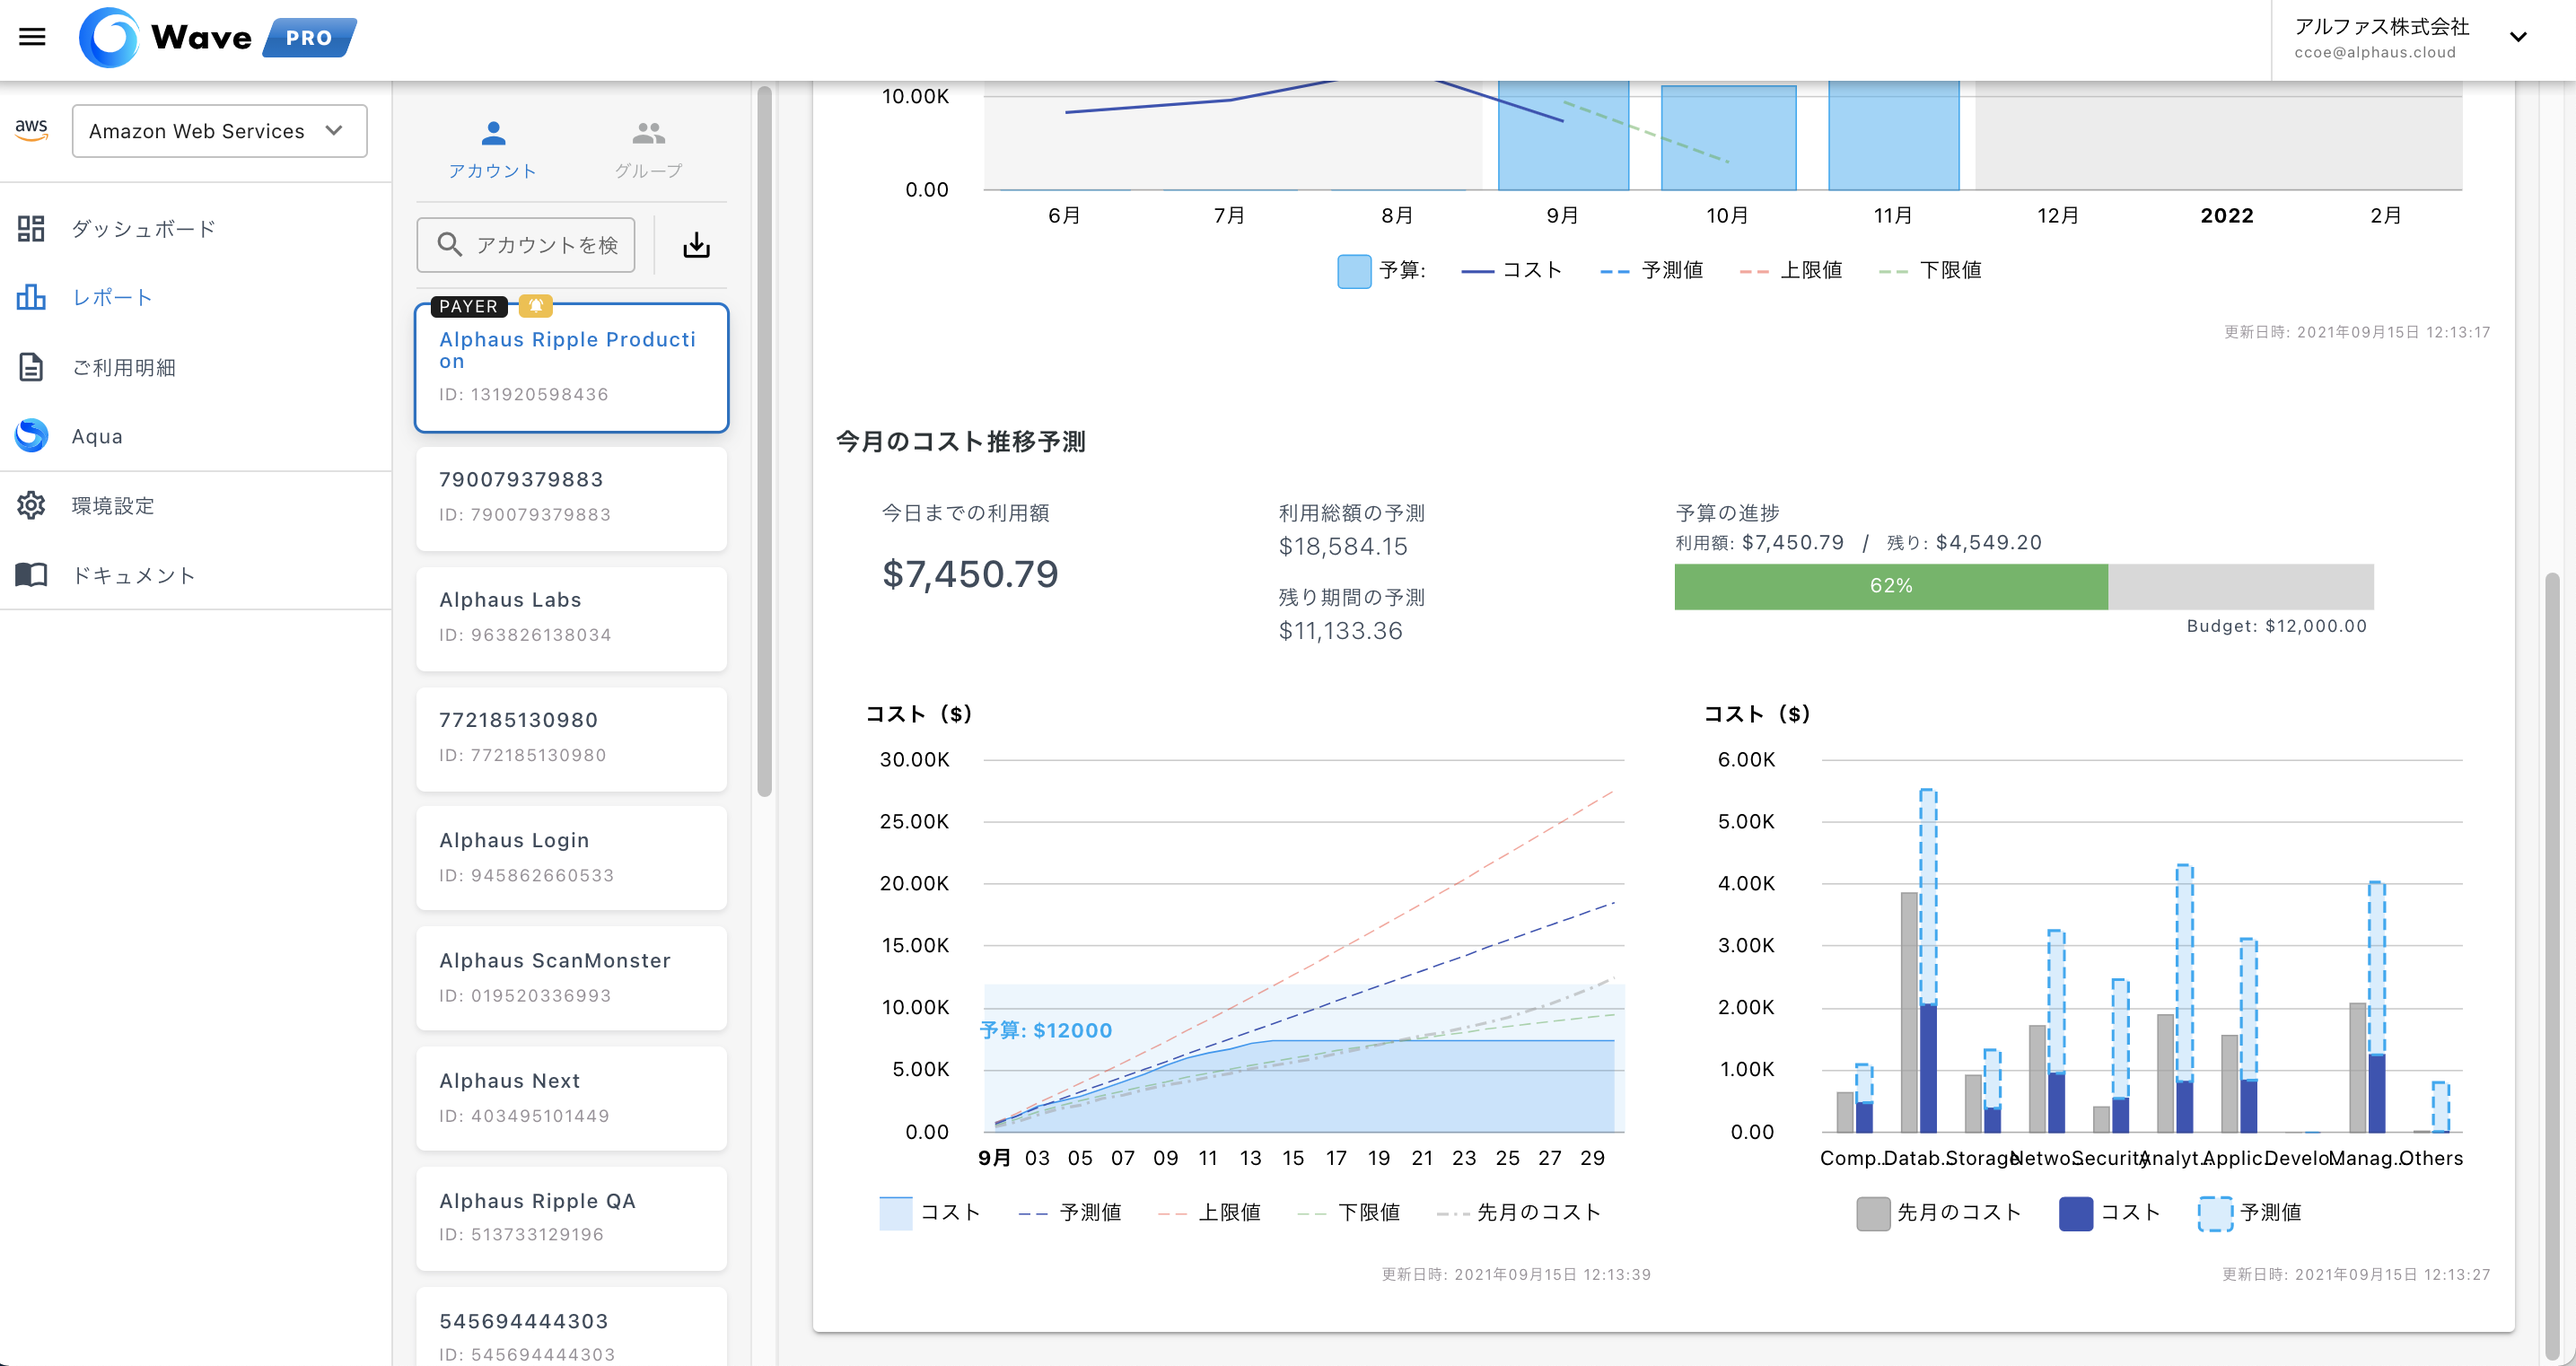 Wave PRO
アルファス株式会社
ccoe@alphaus.cloud
aws
Amazon Web Services
ダッシュボード
レポート
ご利用明細
Aqua
環境設定
ドキュメント
アカウント
グループ
アカウントを検
PAYER
Alphaus Ripple Producti
on
ID: 131920598436
790079379883
ID: 790079379883
Alphaus Labs
ID: 963826138034
772185130980
ID: 772185130980
Alphaus Login
ID: 945862660533
Alphaus ScanMonster
ID: 019520336993
Alphaus Next
ID: 403495101449
Alphaus Ripple QA
ID: 513733129196
545694444303
ID: 545694444303
10.00K
0.00
6月 7月 8月 9月 10月 11月 12月 2022 2月
予算: コスト 予測値 上限値 下限値
更新日時: 2021年09月15日 12:13:17
今月のコスト推移予測
今日までの利用額
$7,450.79
利用総額の予測
$18,584.15
残り期間の予測
$11,133.36
予算の進捗
利用額: $7,450.79 / 残り: $4,549.20
62%
Budget: $12,000.00
コスト（$）
30.00K
25.00K
20.00K
15.00K
10.00K
5.00K
0.00
予算: $12000
9月 03 05 07 09 11 13 15 17 19 21 23 25 27 29
コスト 予測値 上限値 下限値 先月のコスト
更新日時: 2021年09月15日 12:13:39
コスト（$）
6.00K
5.00K
4.00K
3.00K
2.00K
1.00K
0.00
Comp... Datab... Storage Netwo... Security Analyt... Applic... Develo... Manag... Others
先月のコスト コスト 予測値
更新日時: 2021年09月15日 12:13:27